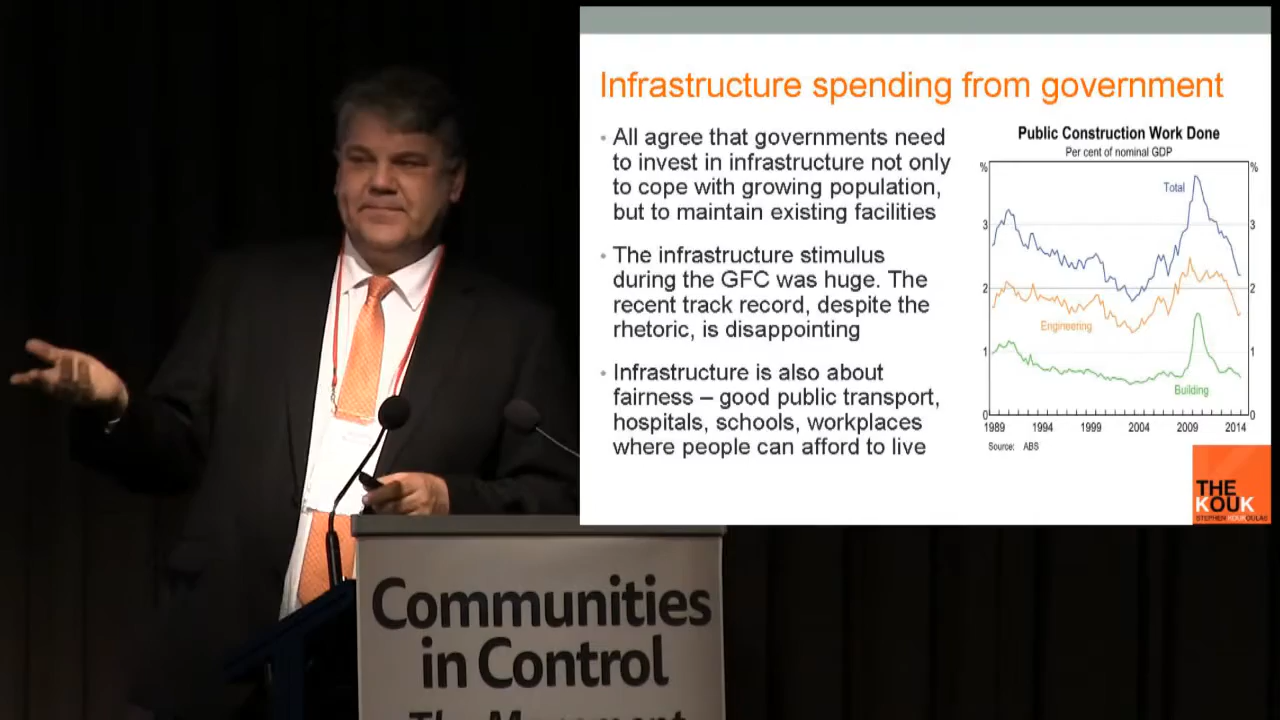 Infrastructure spending from government
• All agree that governments need
to invest in infrastructure not only
to cope with growing population,
but to maintain existing facilities
• The infrastructure stimulus
during the GFC was huge. The
recent track record, despite the
rhetoric, is disappointing
• Infrastructure is also about
fairness – good public transport,
hospitals, schools, workplaces
where people can afford to live
Public Construction Work Done
Per cent of nominal GDP
% %
Total
3 3
2 2
Engineering
1 1
Building
0 0
1989 1994 1999 2004 2009 2014
Source: ABS
THE
KOUK
STEPHEN KOUKOULAS
Communities
in Control
The Movement